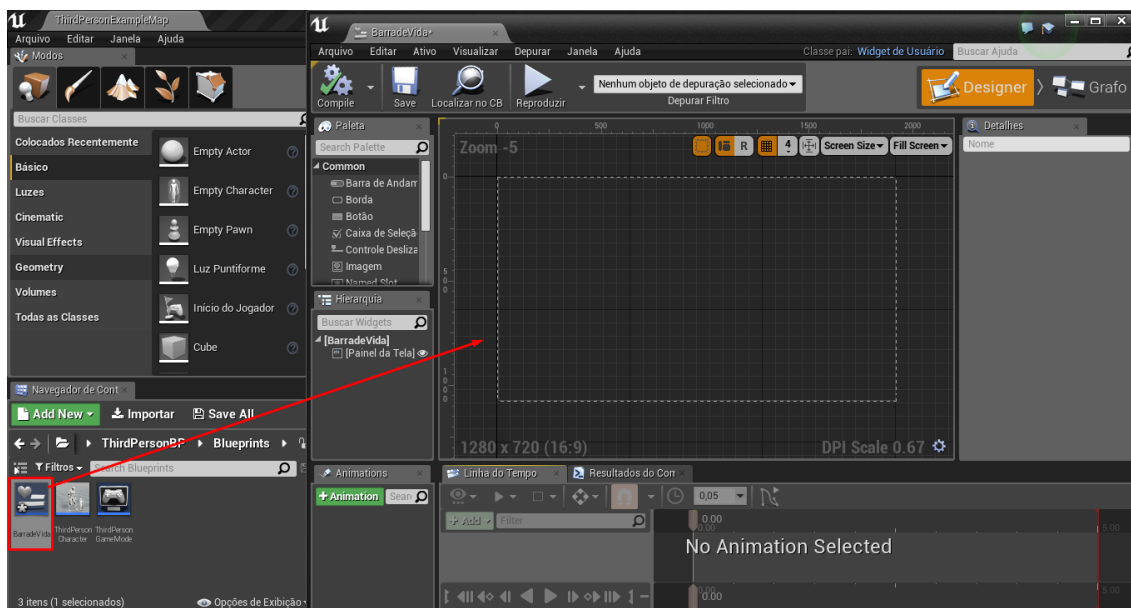 ThirdPersonExampleMap
Arquivo Editar Janela Ajuda
Modos
Buscar Classes
Colocados Recentemente
Básico
Luzes
Cinematic
Visual Effects
Geometry
Volumes
Todas as Classes
Empty Actor
Empty Character
Empty Pawn
Luz Puntiforme
Início do Jogador
Cube
Navegador de Cont
Add New Importar Save All
ThirdPersonBP Blueprints
Filtros Search Blueprints
BarradeVida
ThirdPerson Character
ThirdPerson GameMode
3 itens (1 selecionados) Opções de Exibição
BarradeVida*
Arquivo Editar Ativo Visualizar Depurar Janela Ajuda
Classe pai: Widget de Usuário
Buscar Ajuda
Compile Save Localizar no CB Reproduzir
Nenhum objeto de depuração selecionado
Depurar Filtro
Designer Grafo
Paleta
Search Palette
Common
Barra de Andam
Borda
Botão
Caixa de Seleçã
Controle Desliza
Imagem
Named Slot
Hierarquia
Buscar Widgets
[BarradeVida]
[Painel da Tela]
0 500 1000 1500 2000
Zoom -5
R 4 Screen Size Fill Screen
0
500
1000
1280 x 720 (16:9)
DPI Scale 0.67
Detalhes
Nome
Animations
+ Animation Sear
Linha do Tempo Resultados do Com
0,05
+ Add Filter
0.00
0.00 5.00
No Animation Selected
0.00 5.00